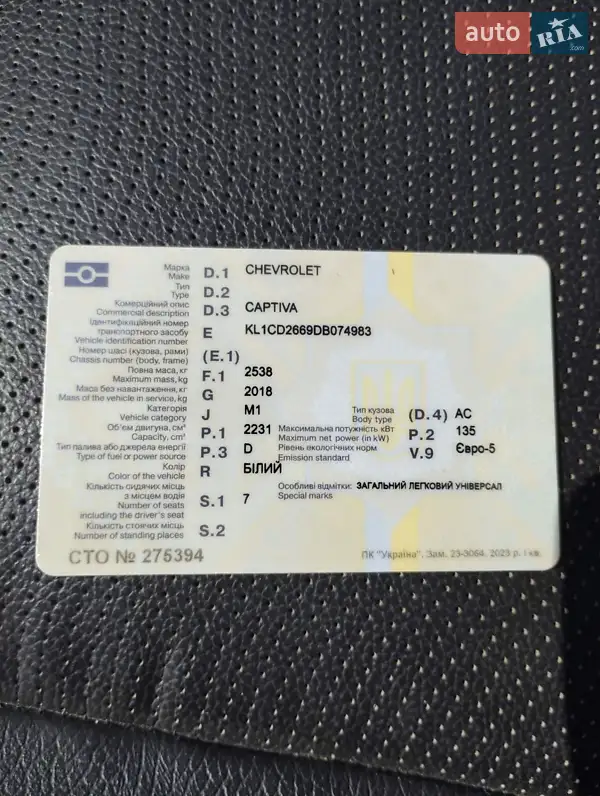 auto RIA.com
Марка
Make D.1 CHEVROLET
Тип
Type D.2
Комерційний опис
Commercial description D.3 CAPTIVA
Ідентифікаційний номер
транспортного засобу E KL1CD2669DB074983
Vehicle identification number
Номер шасі (кузова, рами) (E.1)
Chassis number (body, frame)
Повна маса, кг F.1 2538
Maximum mass, kg
Маса без навантаження, кг G 2018
Mass of the vehicle in service, kg
Категорія J M1 Тип кузова (D.4) AC
Vehicle category Body type
Об'єм двигуна, см³ P.1 2231 Максимальна потужність кВт P.2 135
Capacity, cm³ Maximum net power (in kW)
Тип палива або джерела енергії P.3 D Рівень екологічних норм V.9 Євро-5
Type of fuel or power source Emission standard
Колір R БІЛИЙ
Color of the vehicle
Кількість сидячих місць Особливі відмітки: ЗАГАЛЬНИЙ ЛЕГКОВИЙ УНІВЕРСАЛ
з місцем водія S.1 7 Special marks
Number of seats
including the driver's seat
Кількість стоячих місць S.2
Number of standing places
СТО № 275394 ПК "Україна". Зам. 23-3064. 2023 р. І кв.